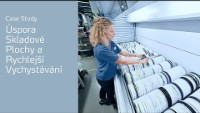 Case Study
Úspora
Skladové
Plochy a
Rychlejší
Vychystávání